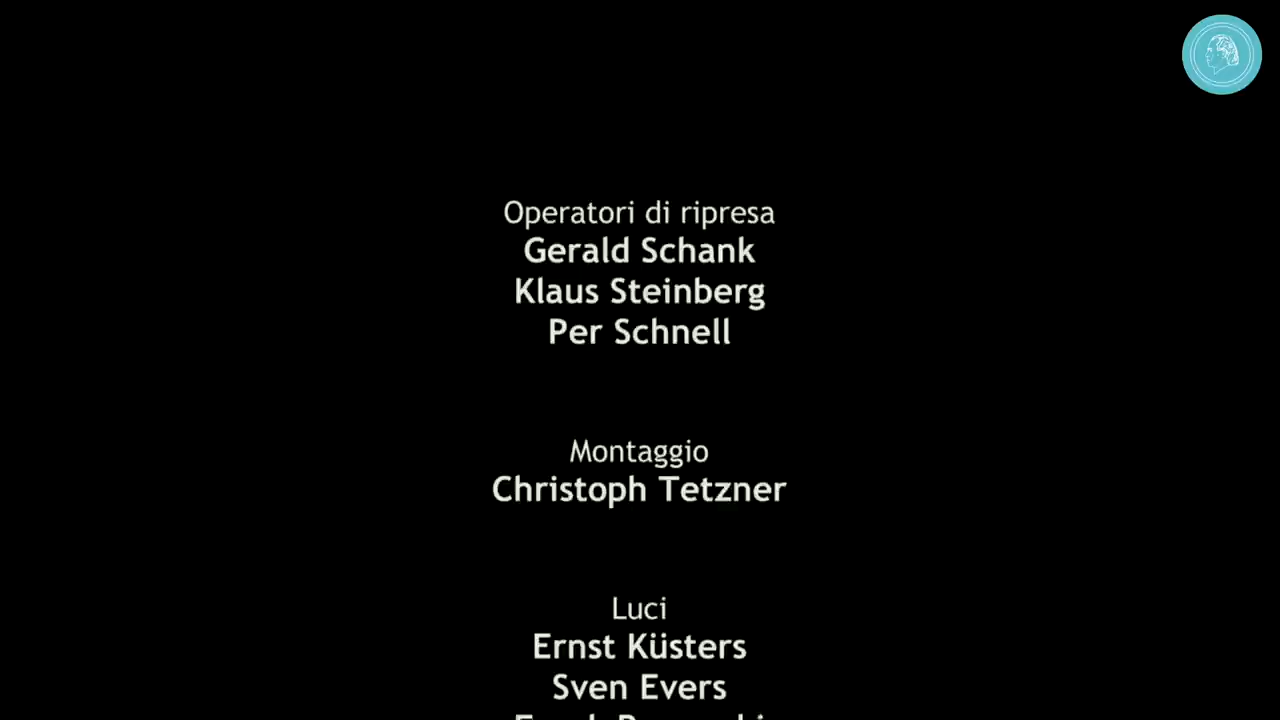 Operatori di ripresa
Gerald Schank
Klaus Steinberg
Per Schnell
Montaggio
Christoph Tetzner
Luci
Ernst Küsters
Sven Evers